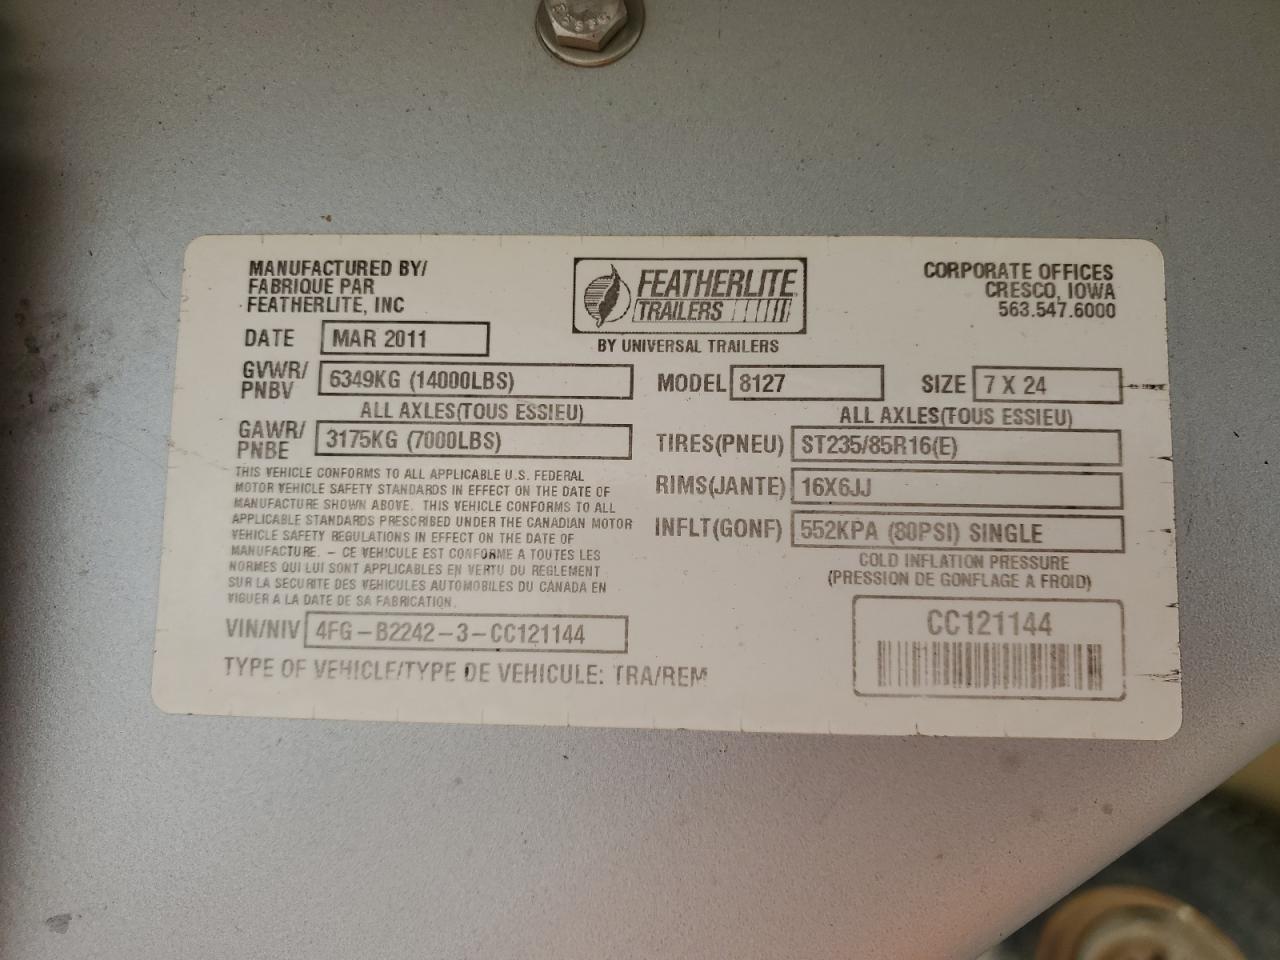 MANUFACTURED BY/
FABRIQUE PAR
FEATHERLITE, INC
FEATHERLITE
TRAILERS
BY UNIVERSAL TRAILERS
CORPORATE OFFICES
CRESCO, IOWA
563.547.6000
DATE MAR 2011
GVWR/
PNBV 6349KG (14000LBS)
MODEL 8127 SIZE 7 X 24
ALL AXLES(TOUS ESSIEU)
GAWR/
PNBE 3175KG (7000LBS)
ALL AXLES(TOUS ESSIEU)
TIRES(PNEU) ST235/85R16(E)
RIMS(JANTE) 16X6JJ
INFLT(GONF) 552KPA (80PSI) SINGLE
COLD INFLATION PRESSURE
(PRESSION DE GONFLAGE A FROID)
THIS VEHICLE CONFORMS TO ALL APPLICABLE U.S. FEDERAL
MOTOR VEHICLE SAFETY STANDARDS IN EFFECT ON THE DATE OF
MANUFACTURE SHOWN ABOVE. THIS VEHICLE CONFORMS TO ALL
APPLICABLE STANDARDS PRESCRIBED UNDER THE CANADIAN MOTOR
VEHICLE SAFETY REGULATIONS IN EFFECT ON THE DATE OF
MANUFACTURE. – CE VEHICULE EST CONFORME A TOUTES LES
NORMES QUI LUI SONT APPLICABLES EN VERTU DU REGLEMENT
SUR LA SECURITE DES VEHICULES AUTOMOBILES DU CANADA EN
VIGUER A LA DATE DE SA FABRICATION.
VIN/NIV 4FG – B2242 – 3 – CC121144
TYPE OF VEHICLE/TYPE DE VEHICULE: TRA/REM
CC121144